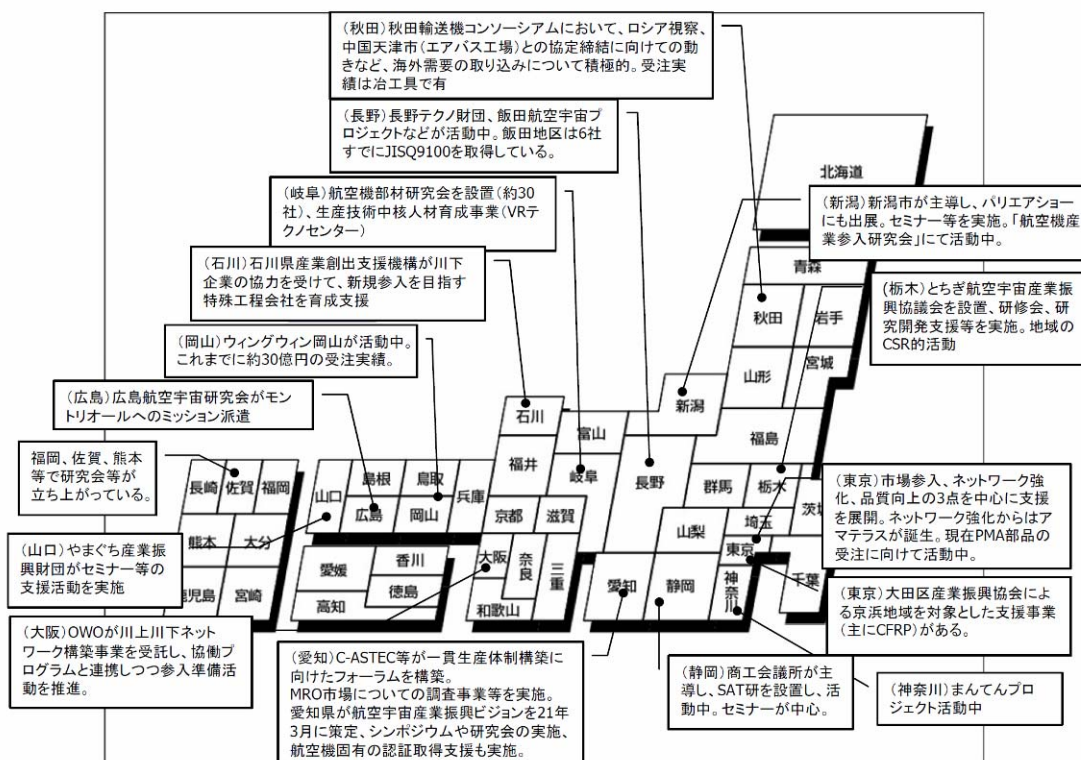 (秋田)秋田輸送機コンソーシアムにおいて、ロシア視察、
中国天津市(エアバス工場)との協定締結に向けての動
きなど、海外需要の取り込みについて積極的。受注実
績は冶工具で有
(長野)長野テクノ財団、飯田航空宇宙プ
ロジェクトなどが活動中。飯田地区は6社
すでにJISQ9100を取得している。
(岐阜)航空機部材研究会を設置(約30
社)、生産技術中核人材育成事業(VRテ
クノセンター)
(石川)石川県産業創出支援機構が川下
企業の協力を受けて、新規参入を目指す
特殊工程会社を育成支援
(岡山)ウィングウィン岡山が活動中。
これまでに約30億円の受注実績。
(広島)広島航空宇宙研究会がモン
トリオールへのミッション派遣
福岡、佐賀、熊本
等で研究会等が
立ち上がっている。
(山口)やまぐち産業振
興財団がセミナー等の
支援活動を実施
(大阪)OWOが川上川下ネット
ワーク構築事業を受託し、協働
プログラムと連携しつつ参入準備活
動を推進。
(愛知)C-ASTEC等が一貫生産体制構築に
向けたフォーラムを構築。
MRO市場についての調査事業等を実施。
愛知県が航空宇宙産業振興ビジョンを21年
3月に策定、シンポジウムや研究会の実施、
航空機固有の認証取得支援も実施。
(静岡)商工会議所が主
導し、SAT研を設置し、活
動中。セミナーが中心。
(神奈川)まんてんプロ
ジェクト活動中
(東京)大田区産業振興協会によ
る京浜地域を対象とした支援事業
(主にCFRP)がある。
(東京)市場参入、ネットワーク強
化、品質向上の3点を中心に支援
を展開。ネットワーク強化からはア
マテラスが誕生。現在PMA部品の
受注に向けて活動中。
(栃木)とちぎ航空宇宙産業振
興協議会を設置、研修会、研
究開発支援等を実施。地域の
CSR的活動
(新潟)新潟市が主導し、パリエアショー
にも出展。セミナー等を実施。「航空機産
業参入研究会」にて活動中。
北海道
青森
秋田
岩手
山形
宮城
新潟
福島
石川
富山
福井
岐阜
長野
群馬
栃木
茨城
埼玉
山梨
東京
千葉
神奈川
静岡
愛知
京都
滋賀
大阪
奈良
三重
和歌山
兵庫
鳥取
島根
岡山
広島
山口
香川
愛媛
徳島
高知
長崎
佐賀
福岡
熊本
大分
鹿児島
宮崎